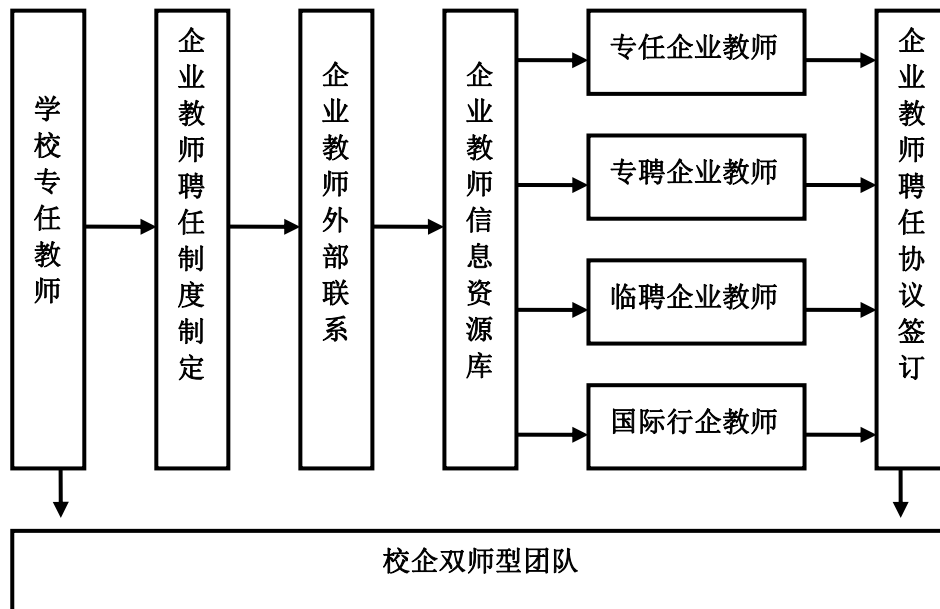 学校专任教师
企业教师聘任制度制定
企业教师外部联系
企业教师信息资源库
专任企业教师
专聘企业教师
临聘企业教师
国际行企教师
企业教师聘任协议签订
校企双师型团队